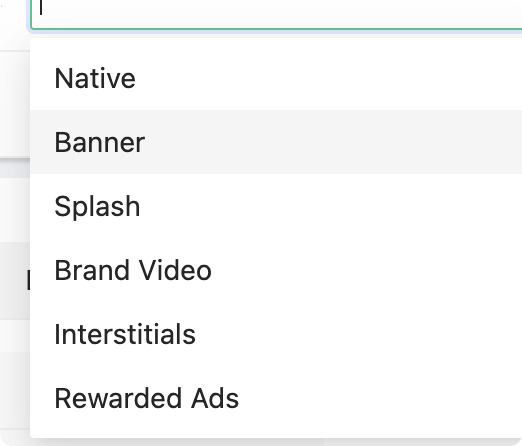 Native
Banner
Splash
Brand Video
Interstitials
Rewarded Ads